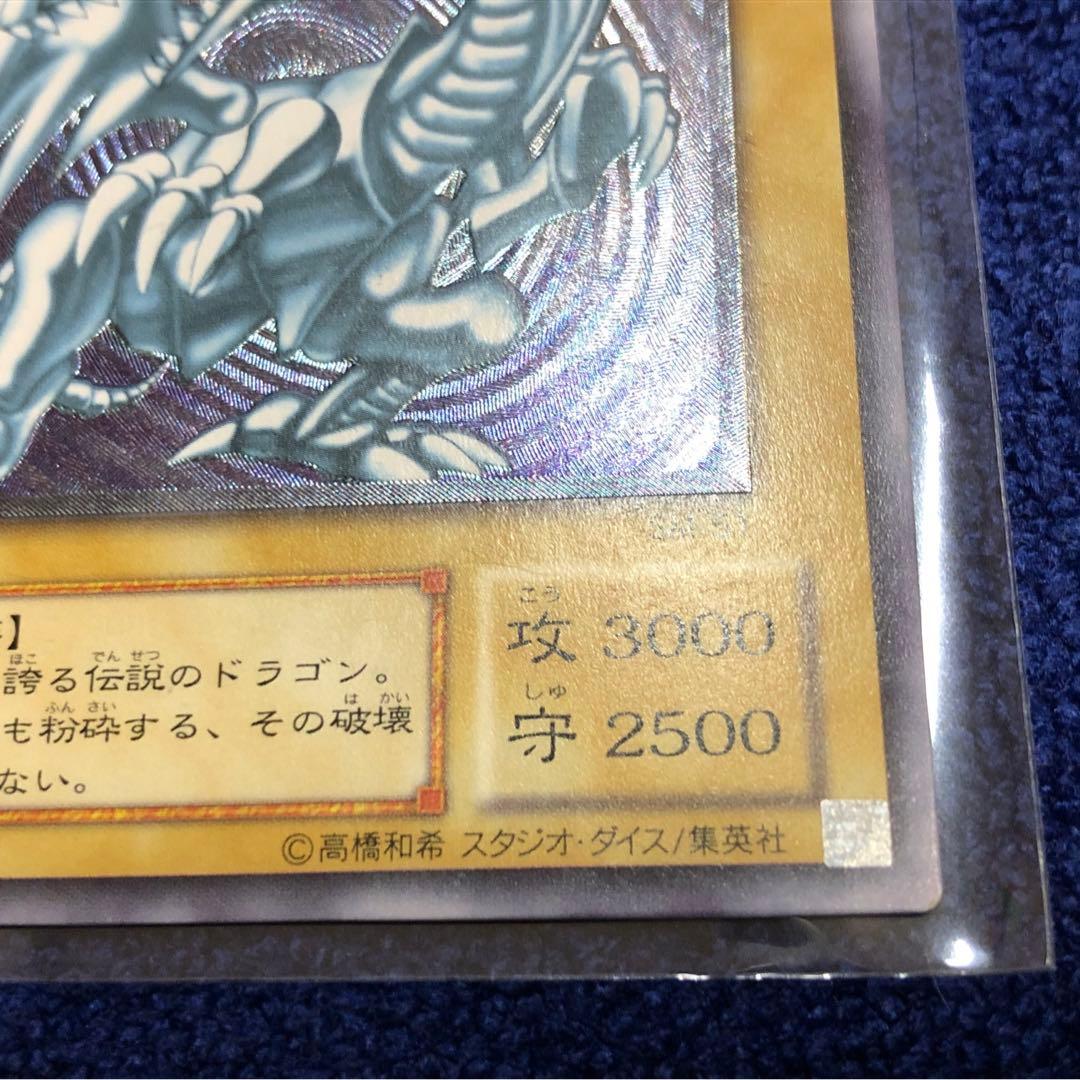 SM-51
】
誇る伝説のドラゴン。
も粉砕する、その破壊
ない。
攻 3000
守 2500
©高橋和希 スタジオ・ダイス/集英社